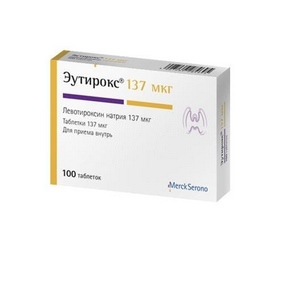 Эутирокс® 137 мкг
Левотироксин натрия 137 мкг
Таблетки 137 мкг
Для приема внутрь
100 таблеток
MerckSerono